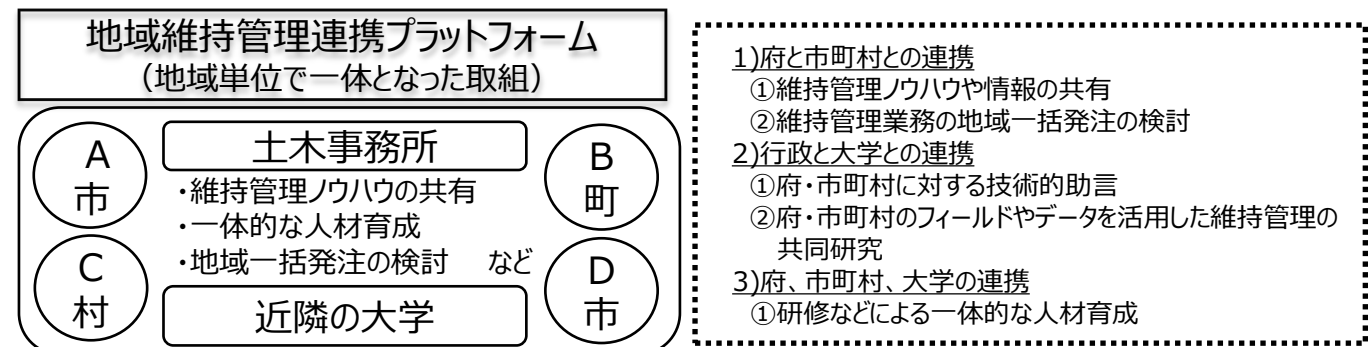 地域維持管理連携プラットフォーム
（地域単位で一体となった取組）
A
市
C
村
土木事務所
・維持管理ノウハウの共有
・一体的な人材育成
・地域一括発注の検討　など
近隣の大学
B
町
D
市
1)府と市町村との連携
①維持管理ノウハウや情報の共有
②維持管理業務の地域一括発注の検討
2)行政と大学との連携
①府・市町村に対する技術的助言
②府・市町村のフィールドやデータを活用した維持管理の
共同研究
3)府、市町村、大学の連携
①研修などによる一体的な人材育成